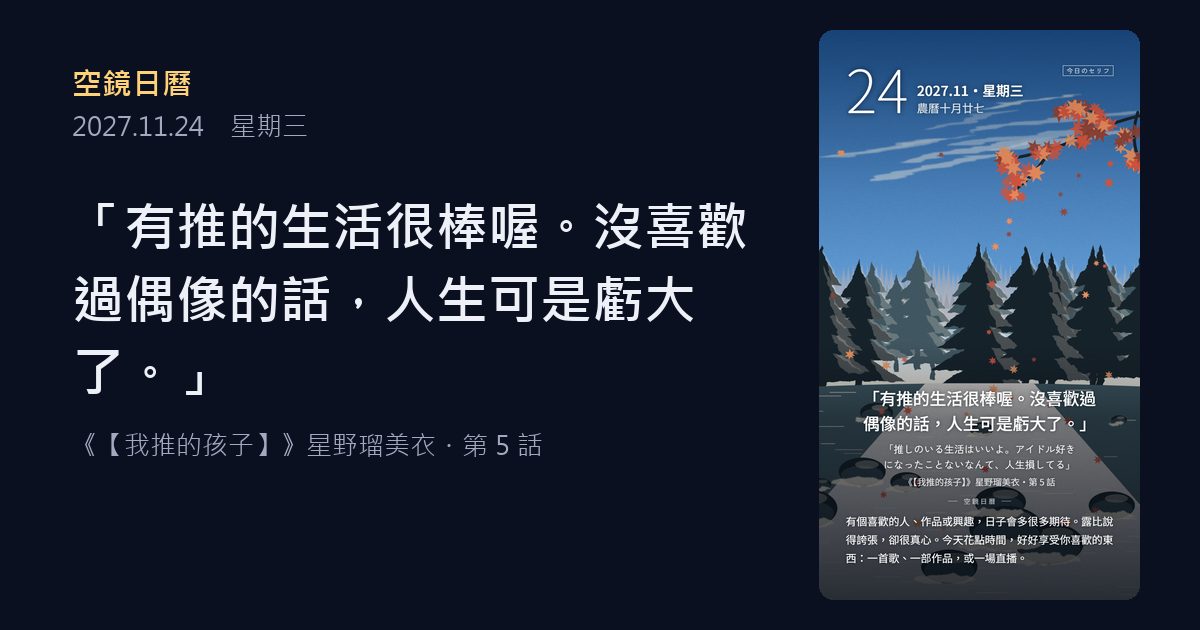 空鏡日曆
2027.11.24 星期三
「有推的生活很棒喔。沒喜歡
過偶像的話，人生可是虧大
了。」
《【我推的孩子】》星野瑠美衣・第 5 話
24
2027.11・星期三
農曆十月廿七
今日のセリフ
「有推的生活很棒喔。沒喜歡過
偶像的話，人生可是虧大了。」
「推しのいる生活はいいよ。アイドル好き
になったことないなんて、人生損してる」
《【我推的孩子】》星野瑠美衣・第 5 話
— 空鏡日曆 —
有個喜歡的人、作品或興趣，日子會多很多期待。露比說
得誇張，卻很真心。今天花點時間，好好享受你喜歡的東
西：一首歌、一部作品，或一場直播。